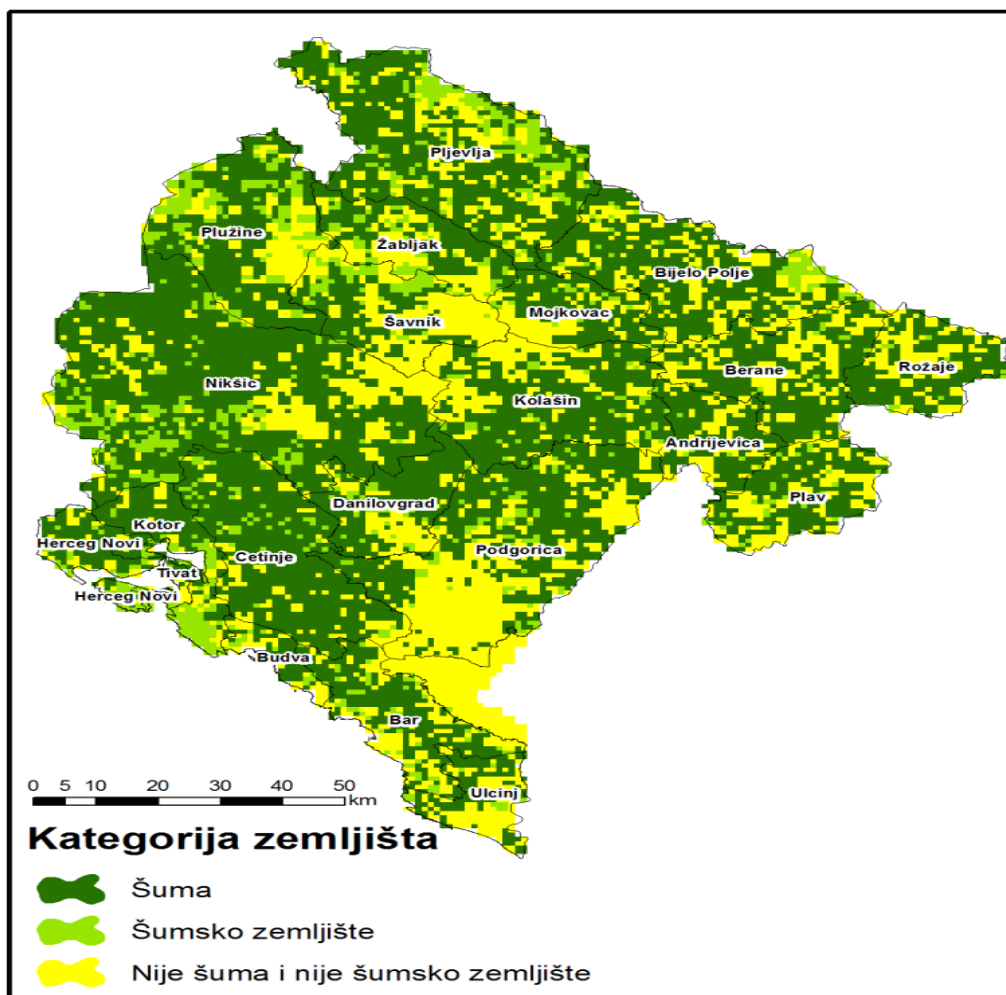 Pljevlja
Plužine
Žabljak
Bijelo Polje
Šavnik
Mojkovac
Nikšic
Kolašin
Berane
Rožaje
Andrijevica
Danilovgrad
Plav
Kotor
Herceg Novi
Cetinje
Podgorica
Tivat
Herceg Novi
Budva
Bar
Ulcinj
0 5 10 20 30 40 50
km
Kategorija zemljišta
Šuma
Šumsko zemljište
Nije šuma i nije šumsko zemljište